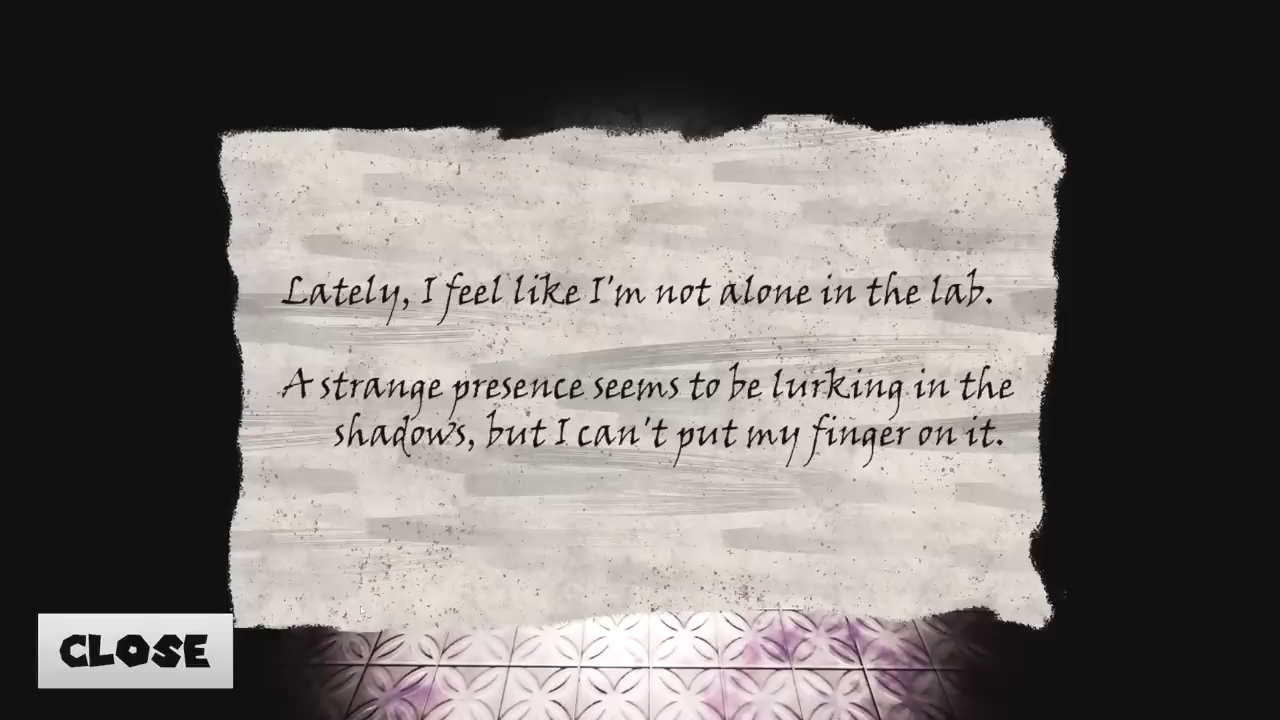 Lately, I feel like I'm not alone in the lab.
A strange presence seems to be lurking in the
shadows, but I can't put my finger on it.
CLOSE